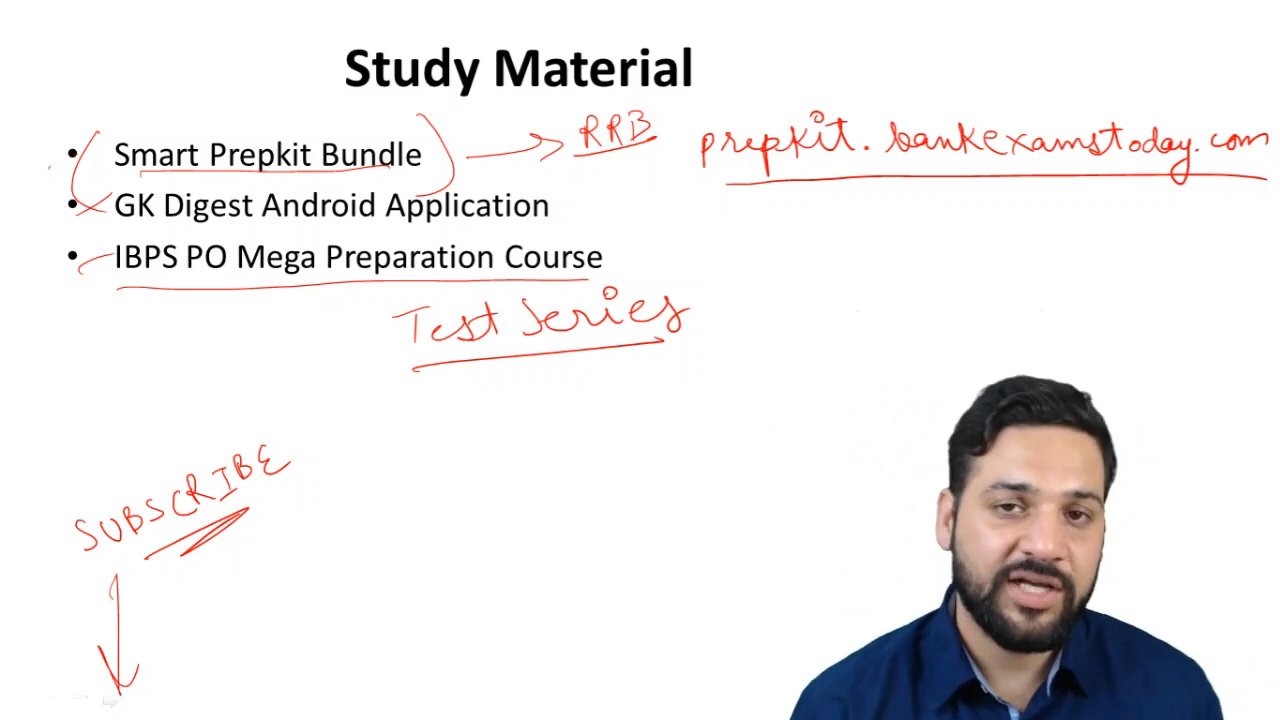 Study Material
• Smart Prepkit Bundle → RRB
prepkit.bankexamstoday.com
• GK Digest Android Application
• IBPS PO Mega Preparation Course
Test Series
SUBSCRIBE